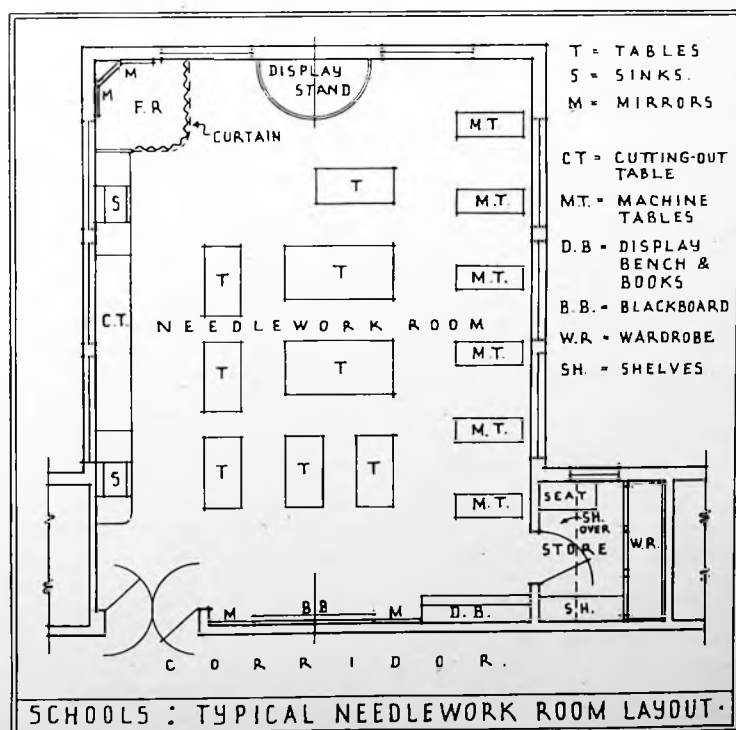 DISPLAY
STAND
M
M
F.R
CURTAIN
M.T.
T
M.T.
S
T
T
M.T.
C.T.
NEEDLEWORK ROOM
T
T
M.T.
M.T.
S
T
T
T
M.T.
SEAT
SH.
OVER
STORE
W.R.
M
B.B
M
D.B.
SH.
CORRIDOR.
T = TABLES
S = SINKS.
M = MIRRORS
CT = CUTTING-OUT
TABLE
M.T. = MACHINE
TABLES
D.B = DISPLAY
BENCH &
BOOKS
B.B. = BLACKBOARD
W.R = WARDROBE
SH. = SHELVES
SCHOOLS : TYPICAL NEEDLEWORK ROOM LAYOUT.